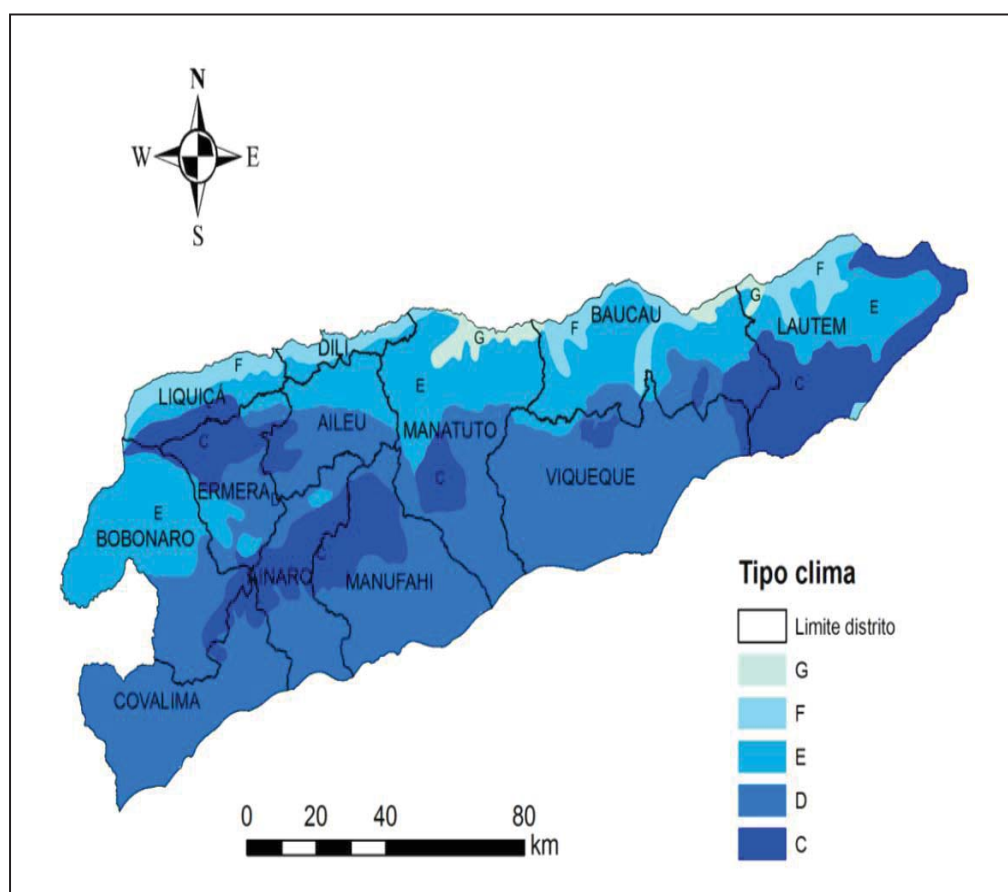 N
W E
S
F
G
LAUTEM
E
G
BAUCAU
F
G
DILI
F
E
LIQUICA
C
AILEU
MANATUTO
C
C
VIQUEQUE
ERMERA
E
BOBONARO
C
AINARO
MANUFAHI
COVALIMA
Tipo clima
Limite distrito
G
F
E
D
C
0 20 40 80
km